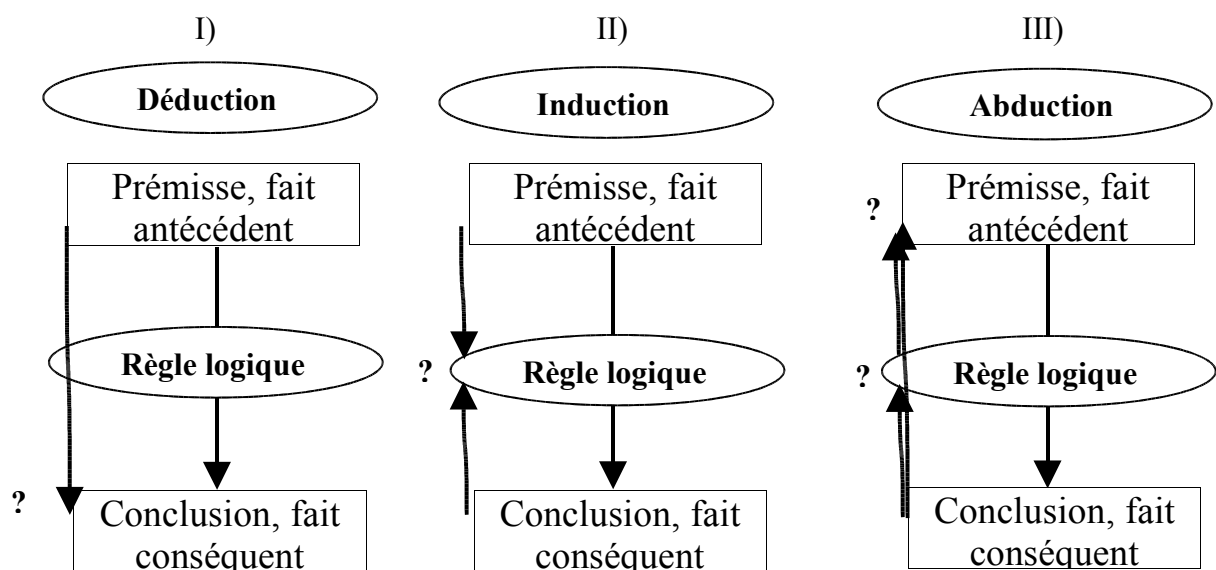 I)
Déduction
Prémisse, fait
antécédent
Règle logique
?
Conclusion, fait
conséquent
II)
Induction
Prémisse, fait
antécédent
?
Règle logique
Conclusion, fait
conséquent
III)
Abduction
?
Prémisse, fait
antécédent
?
Règle logique
Conclusion, fait
conséquent